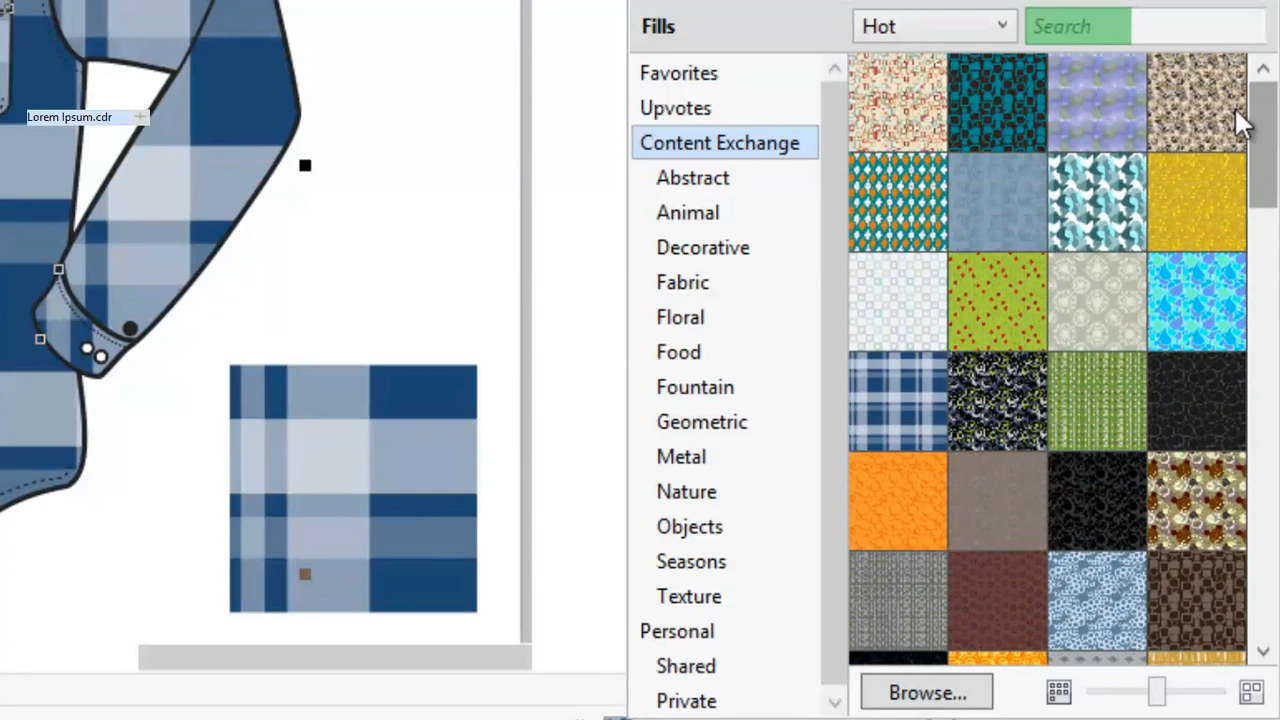 Fills
Hot
Search
Lorem Ipsum.cdr
Favorites
Upvotes
Content Exchange
Abstract
Animal
Decorative
Fabric
Floral
Food
Fountain
Geometric
Metal
Nature
Objects
Seasons
Texture
Personal
Shared
Private
Browse...